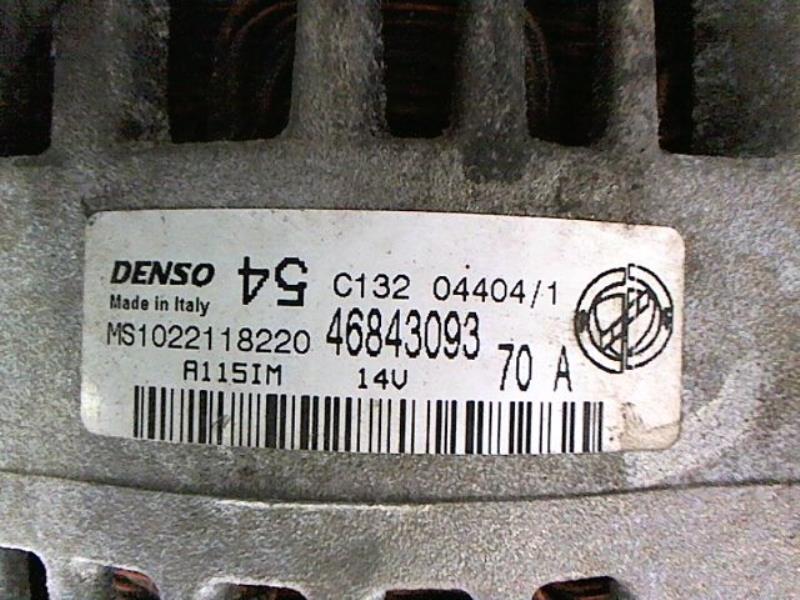 DENSO 54 C132 04404/1
Made in Italy
MS1022118220 46843093 70 A
A115IM 14V